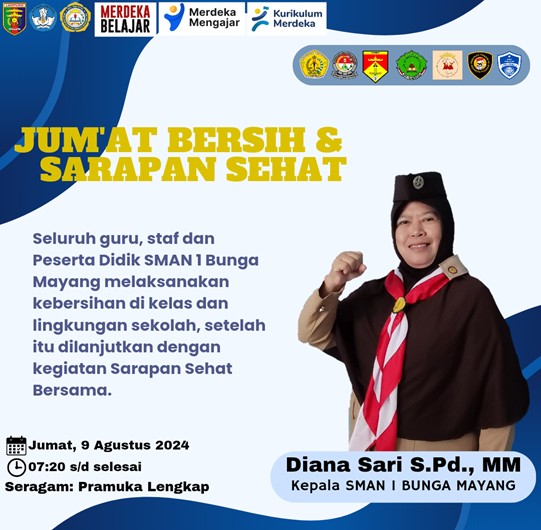 MERDEKA
BELAJAR
Merdeka
Mengajar
Kurikulum
Merdeka
JUM'AT BERSIH &
SARAPAN SEHAT
Seluruh guru, staf dan
Peserta Didik SMAN 1 Bunga
Mayang melaksanakan
kebersihan di kelas dan
lingkungan sekolah, setelah
itu dilanjutkan dengan
kegiatan Sarapan Sehat
Bersama.
Jumat, 9 Agustus 2024
07:20 s/d selesai
Seragam: Pramuka Lengkap
Diana Sari S.Pd., MM
Kepala SMAN 1 BUNGA MAYANG